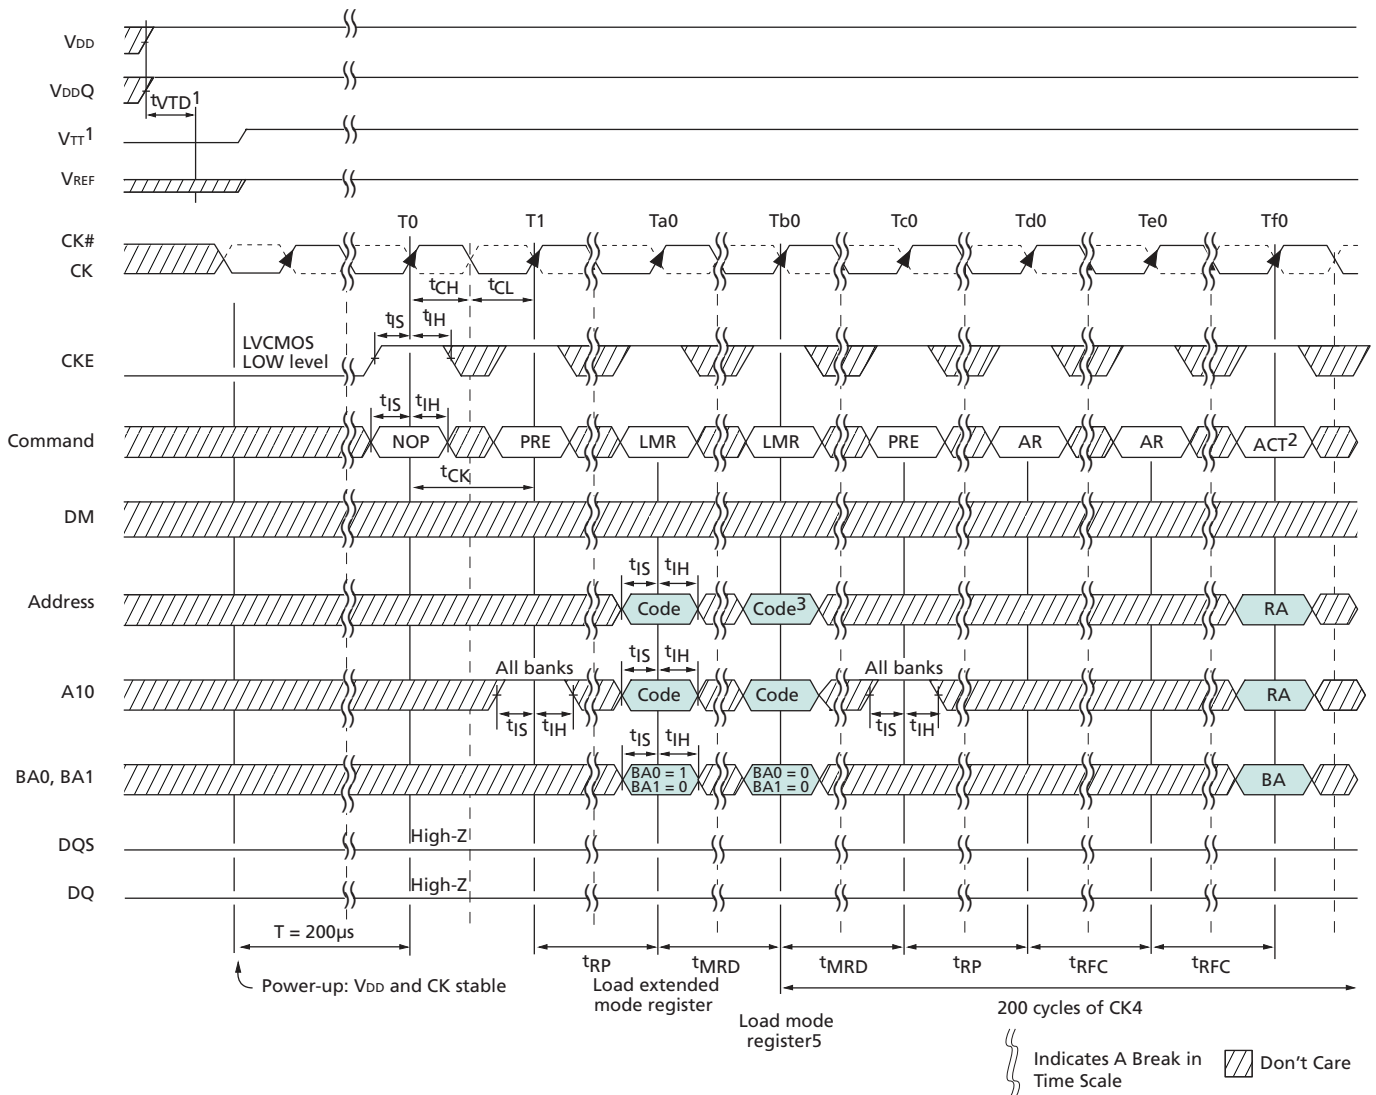 VDD
VDDQ
tVTD1
VTT1
VREF
T0 T1 Ta0 Tb0 Tc0 Td0 Te0 Tf0
CK#
CK
tCH tCL
tIS tIH
LVCMOS
LOW level
CKE
tIS tIH
Command NOP PRE LMR LMR PRE AR AR ACT2
tCK
DM
tIS tIH
Address Code Code3 RA
tIS tIH
All banks All banks
A10 Code Code RA
tIS tIH tIS tIH
tIS tIH
BA0, BA1 BA0 = 1 BA0 = 0 BA
BA1 = 0 BA1 = 0
DQS High-Z
DQ High-Z
T = 200µs
tRP tMRD tMRD tRP tRFC tRFC
Power-up: VDD and CK stable
Load extended
mode register
200 cycles of CK4
Load mode
register5
Indicates A Break in
Time Scale
Don't Care